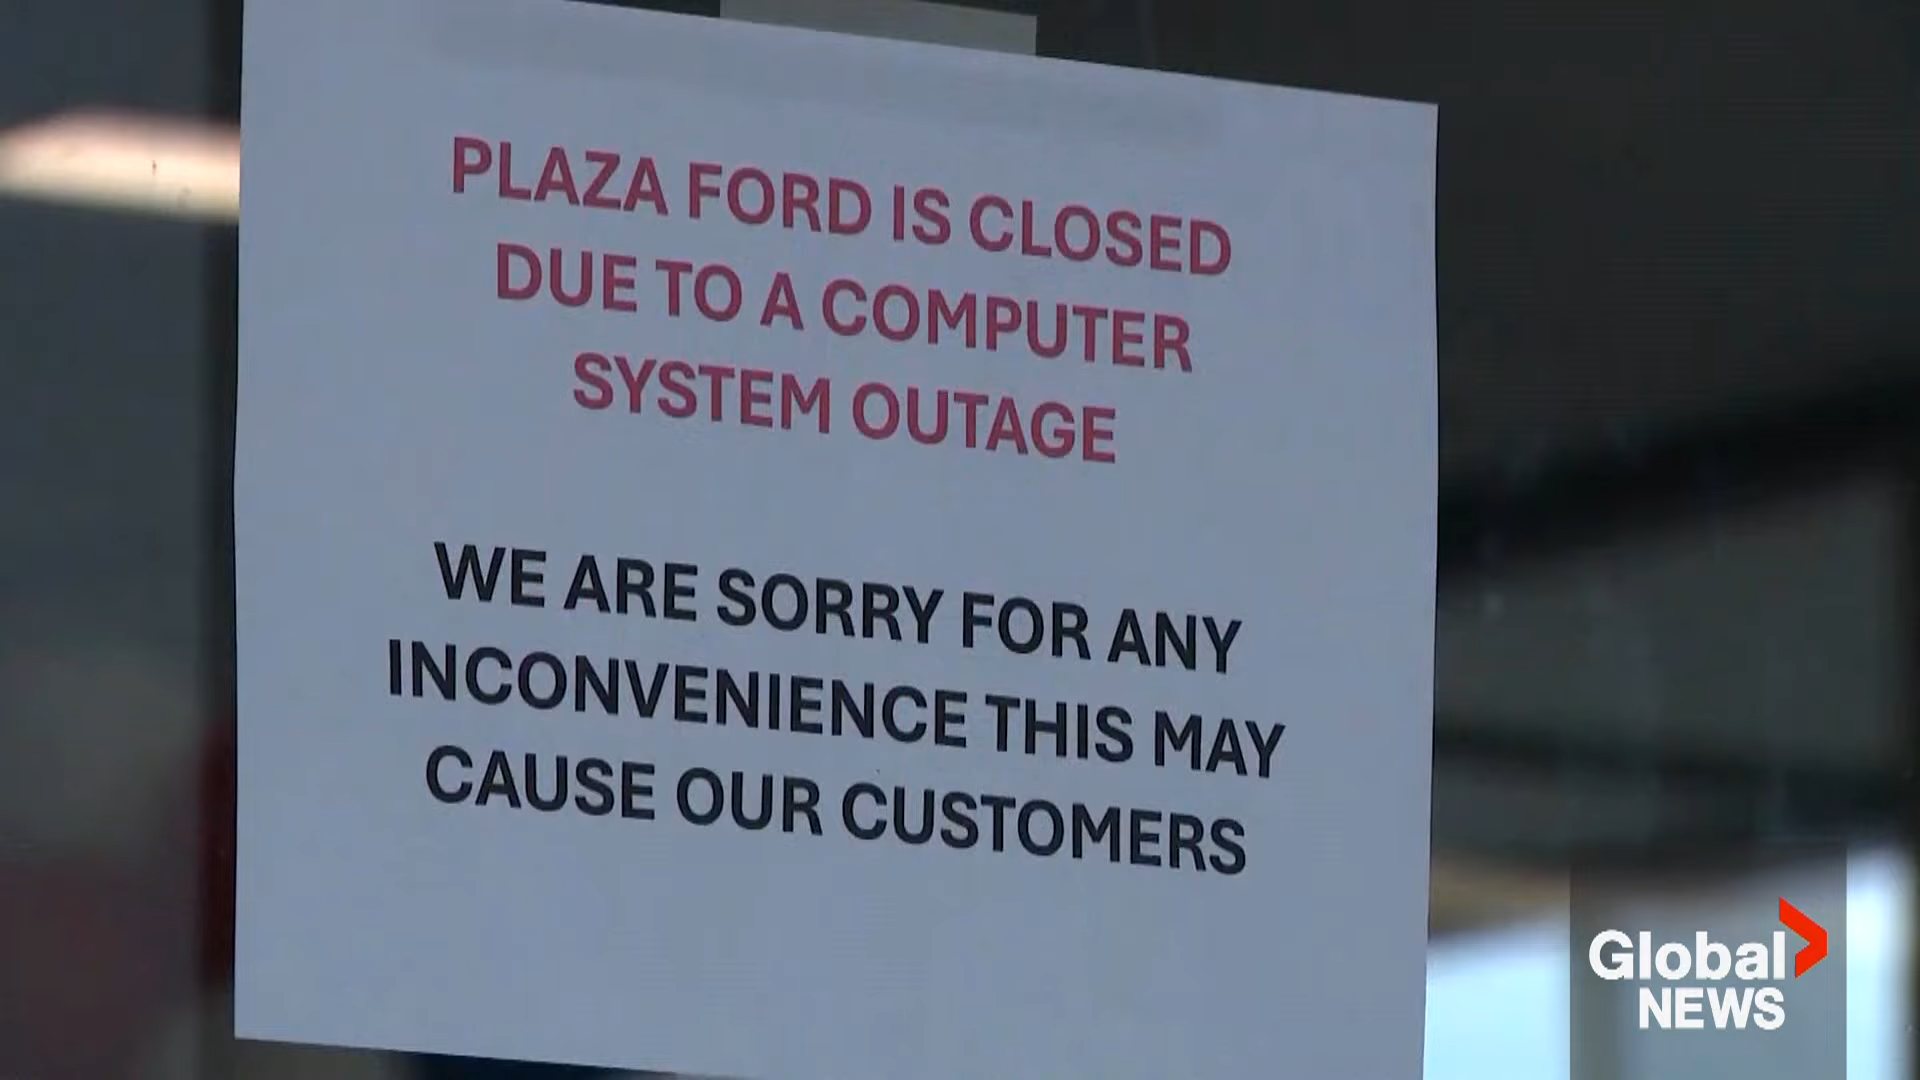 PLAZA FORD IS CLOSED
DUE TO A COMPUTER
SYSTEM OUTAGE
WE ARE SORRY FOR ANY
INCONVENIENCE THIS MAY
CAUSE OUR CUSTOMERS
Global
NEWS